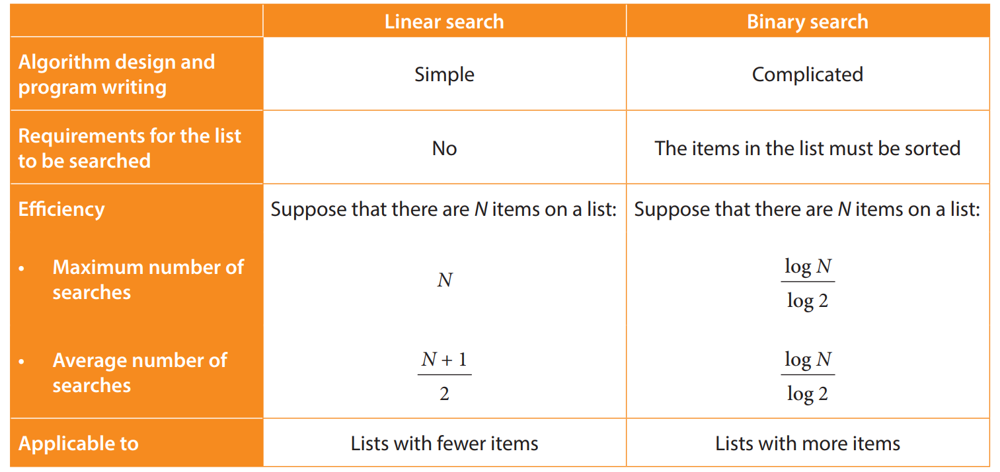 Linear search
Binary search
Algorithm design and
program writing
Simple
Complicated
Requirements for the list
to be searched
No
The items in the list must be sorted
Efficiency
Suppose that there are N items on a list:
Suppose that there are N items on a list:
• Maximum number of
searches
N
log N
log 2
• Average number of
searches
N + 1
2
log N
log 2
Applicable to
Lists with fewer items
Lists with more items